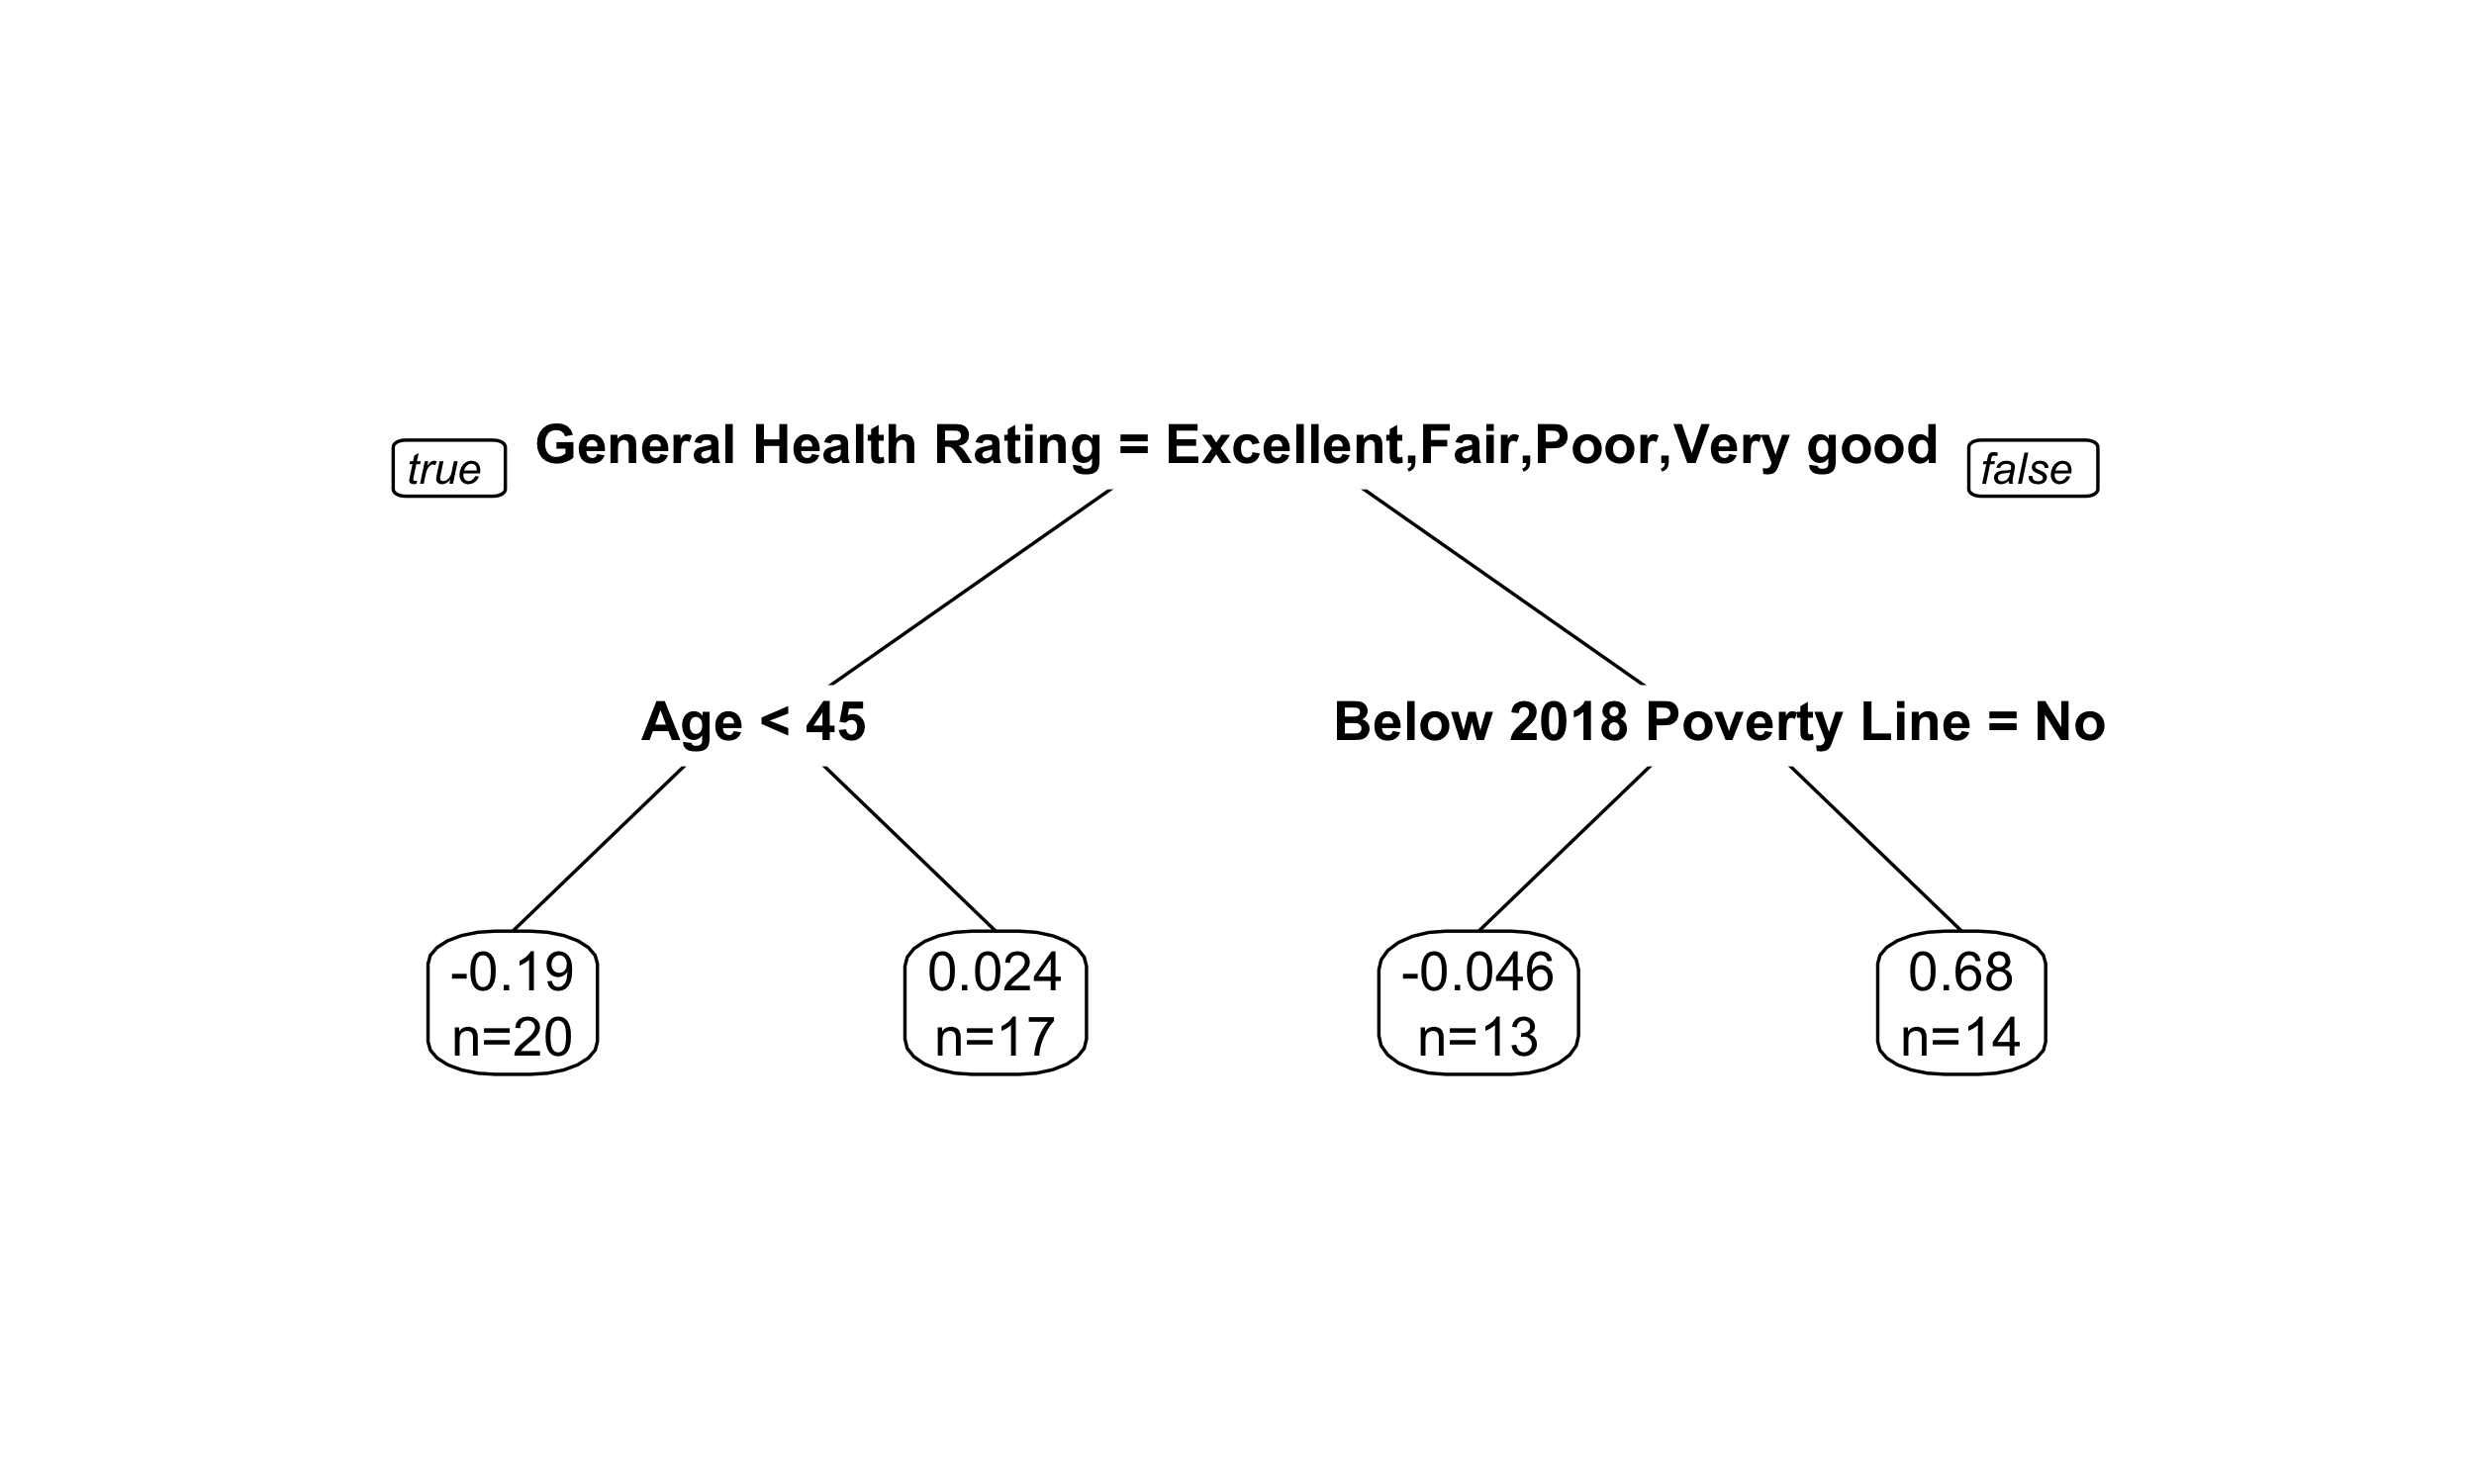 true
General Health Rating = Excellent,Fair,Poor,Very good
false
Age < 45
Below 2018 Poverty Line = No
-0.19
n=20
0.024
n=17
-0.046
n=13
0.68
n=14